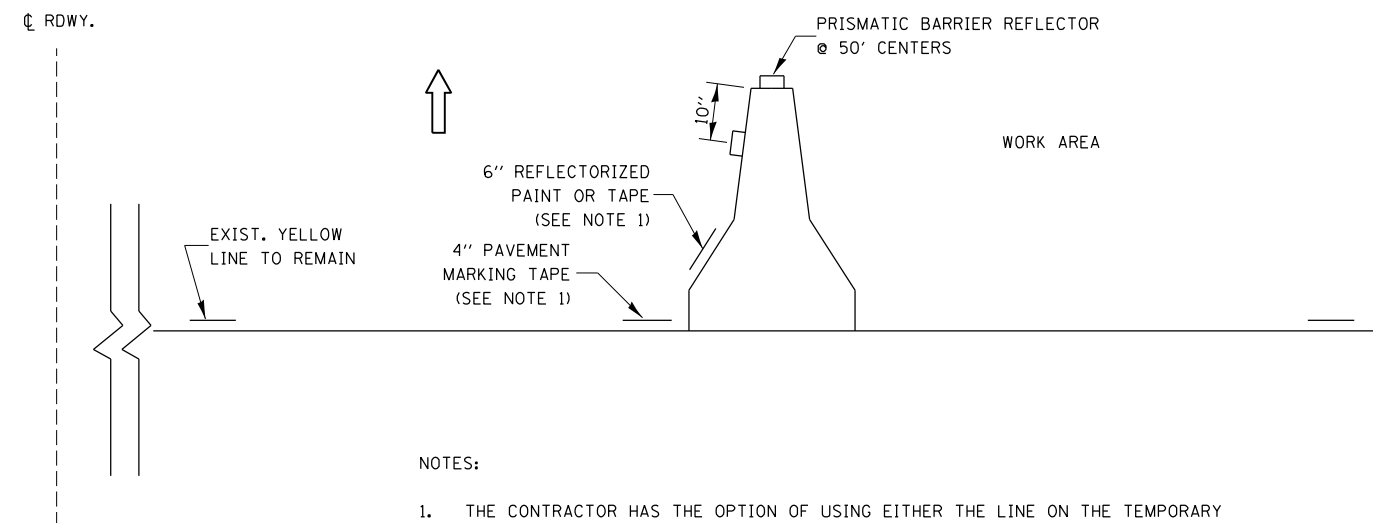 ℄ RDWY.
PRISMATIC BARRIER REFLECTOR
@ 50' CENTERS
10''
WORK AREA
6'' REFLECTORIZED
PAINT OR TAPE
(SEE NOTE 1)
EXIST. YELLOW
LINE TO REMAIN
4'' PAVEMENT
MARKING TAPE
(SEE NOTE 1)
NOTES:
1. THE CONTRACTOR HAS THE OPTION OF USING EITHER THE LINE ON THE TEMPORARY